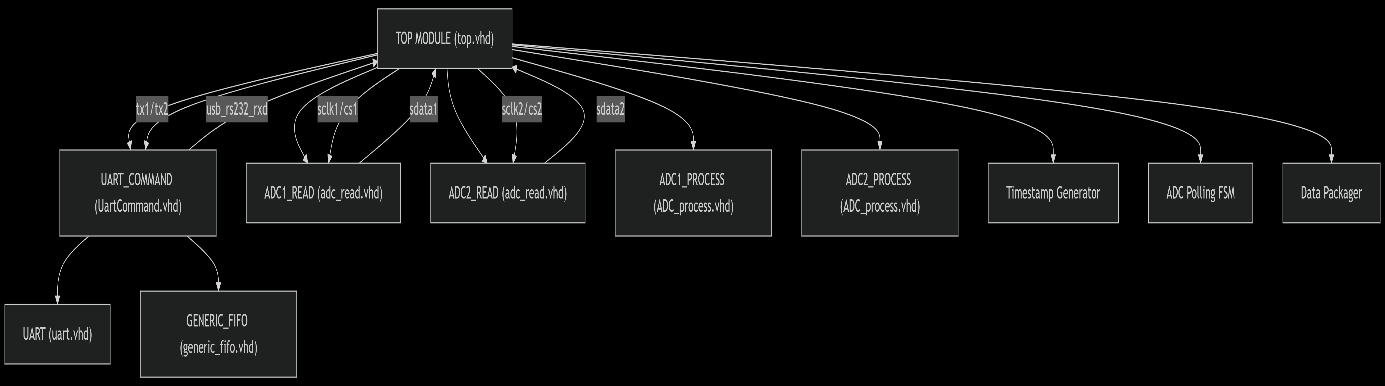 TOP MODULE (top.vhd)
tx1/tx2
usb_rs232_rxd
sclk1/cs1
sdata1
sclk2/cs2
sdata2
UART_COMMAND
(UartCommand.vhd)
ADC1_READ (adc_read.vhd)
ADC2_READ (adc_read.vhd)
ADC1_PROCESS
(ADC_process.vhd)
ADC2_PROCESS
(ADC_process.vhd)
Timestamp Generator
ADC Polling FSM
Data Packager
UART (uart.vhd)
GENERIC_FIFO
(generic_fifo.vhd)